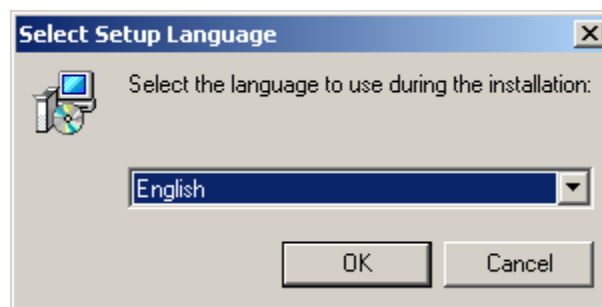 Select Setup Language
Select the language to use during the installation:
English
OK
Cancel